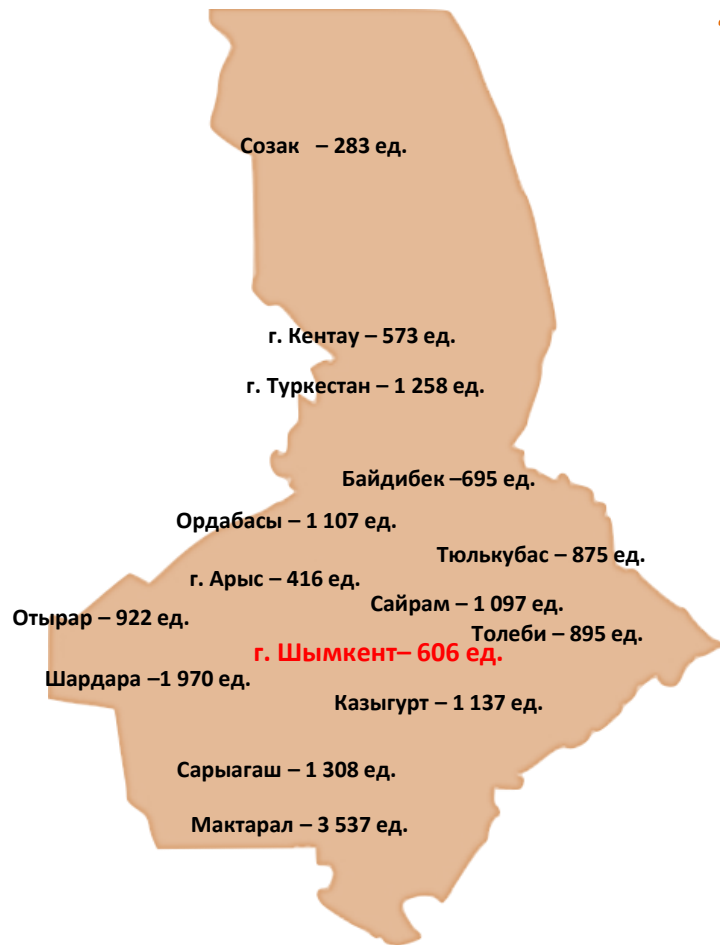 Созак – 283 ед.
г. Кентау – 573 ед.
г. Туркестан – 1 258 ед.
Байдибек –695 ед.
Ордабасы – 1 107 ед.
Тюлькубас – 875 ед.
г. Арыс – 416 ед.
Сайрам – 1 097 ед.
Отырар – 922 ед.
Толеби – 895 ед.
г. Шымкент– 606 ед.
Шардара –1 970 ед.
Казыгурт – 1 137 ед.
Сарыагаш – 1 308 ед.
Мактарал – 3 537 ед.